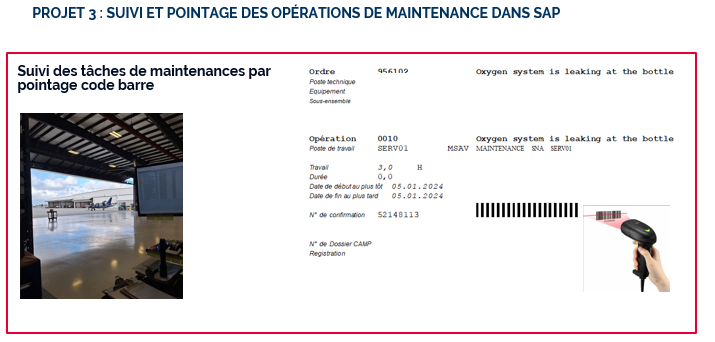 PROJET 3 : SUIVI ET POINTAGE DES OPÉRATIONS DE MAINTENANCE DANS SAP
Suivi des tâches de maintenances par
pointage code barre
Ordre 956102 Oxygen system is leaking at the bottle
Poste technique
Equipement
Sous-ensemble
Opération 0010 Oxygen system is leaking at the bottle
Poste de travail SERV01 MSAV MAINTENANCE SNA SERV01
Travail 3,0 H
Durée 0,0
Date de début au plus tôt 05.01.2024
Date de fin au plus tard 05.01.2024
N° de confirmation 52148113
N° de Dossier CAMP
Registration